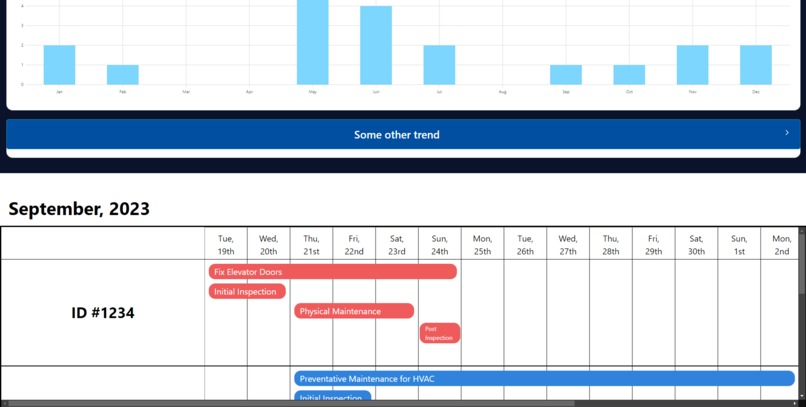 4
3
2
1
0
Jan Feb Mar Apr May Jun Jul Aug Sep Oct Nov Dec
Some other trend
September, 2023
Tue, Wed, Thu, Fri, Sat, Sun, Mon, Tue, Wed, Thu, Fri, Sat, Sun, Mon,
19th 20th 21st 22nd 23rd 24th 25th 26th 27th 28th 29th 30th 1st 2nd
Fix Elevator Doors
Initial Inspection
ID #1234
Physical Maintenance
Post
Inspection
Preventative Maintenance for HVAC
Initial Inspection